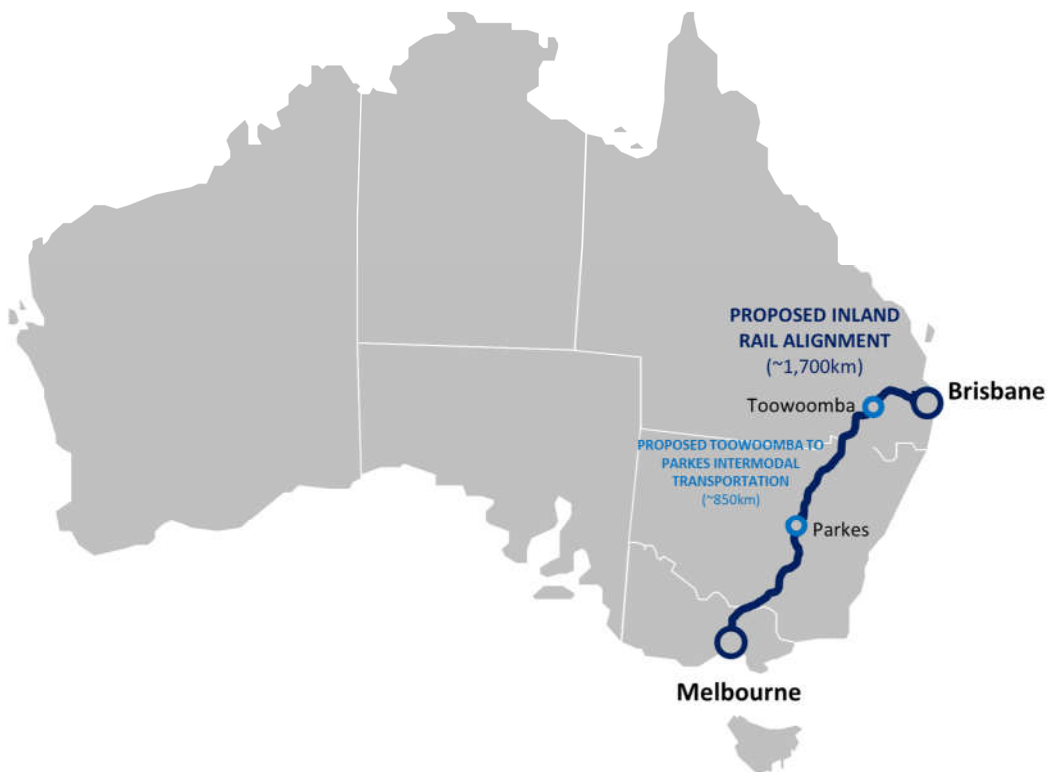 PROPOSED INLAND
RAIL ALIGNMENT
(~1,700km)
Brisbane
Toowoomba
PROPOSED TOOWOOMBA TO
PARKES INTERMODAL
TRANSPORTATION
(~850km)
Parkes
Melbourne